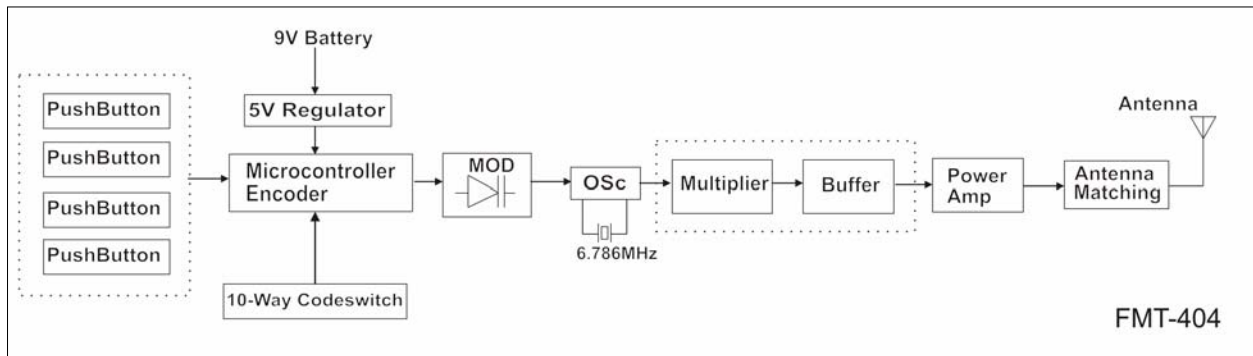 9V Battery
5V Regulator
PushButton
PushButton
PushButton
PushButton
Microcontroller
Encoder
10-Way Codeswitch
MOD
OSc
6.786MHz
Multiplier
Buffer
Power
Amp
Antenna
Matching
Antenna
FMT-404